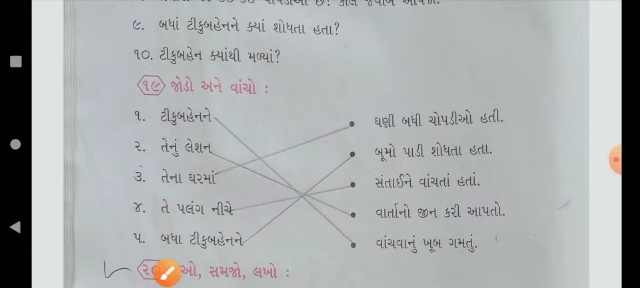 ૯. બધાં ટીકુબહેનને ક્યાં શોધતા હતા?
૧૦. ટીકુબહેન ક્યાંથી મળ્યાં?
૧૯ જોડો અને વાંચો :
૧. ટીકુબહેનને
ઘણી બધી ચોપડીઓ હતી.
૨. તેનું લેશન
બૂમો પાડી શોધતા હતા.
૩. તેના ઘરમાં
સંતાઈને વાંચતાં હતાં.
૪. તે પલંગ નીચે
વાર્તાનો જીન કરી આપતો.
૫. બધા ટીકુબહેનને
વાંચવાનું ખૂબ ગમતું.
સમજો, લખો :